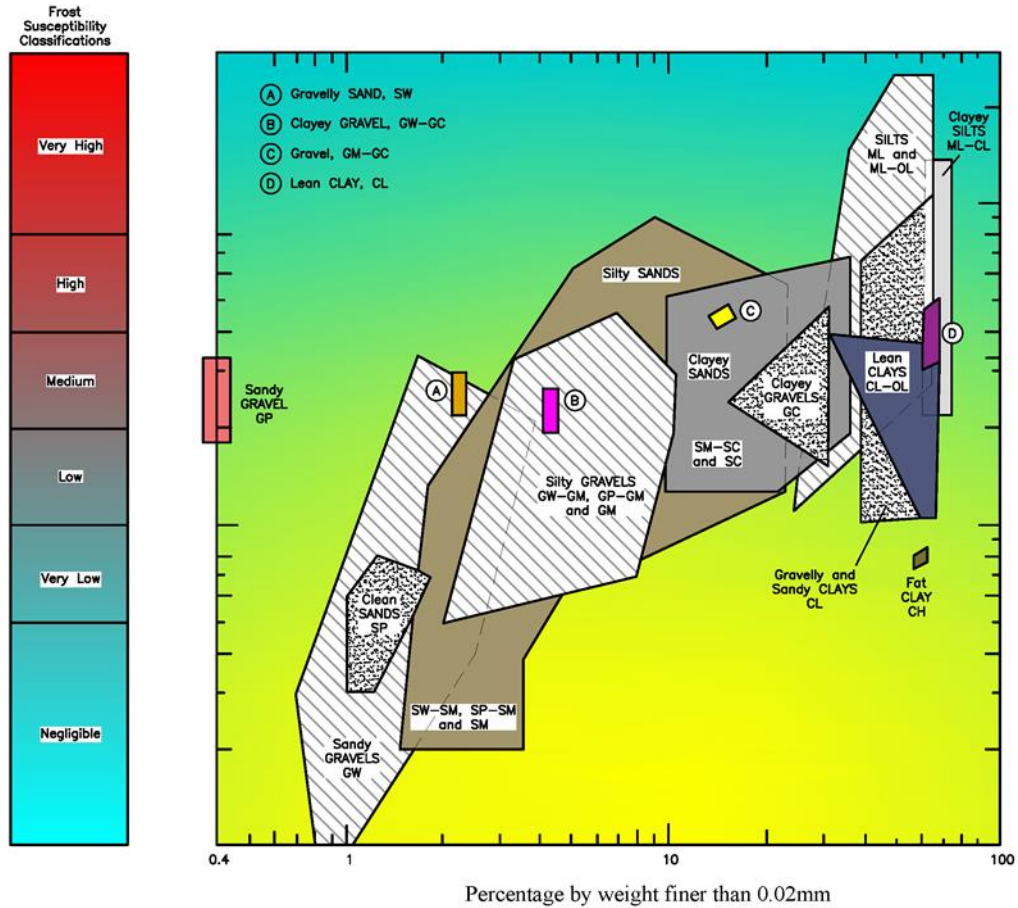 Frost
Susceptibility
Classifications
Very High
High
Medium
Low
Very Low
Negligible
A Gravelly SAND, SW
B Clayey GRAVEL, GW-GC
C Gravel, GM-GC
D Lean CLAY, CL
Clayey
SILTS
ML-CL
SILTS
ML and
ML-OL
Silty SANDS
C
D
Sandy
GRAVEL
GP
A
B
Clayey
SANDS
Clayey
GRAVELS
GC
Lean
CLAYS
CL-OL
SM-SC
and SC
Silty GRAVELS
GW-GM, GP-GM
and GM
Clean
SANDS
SP
Gravelly and
Sandy CLAYS
CL
Fat
CLAY
CH
SW-SM, SP-SM
and SM
Sandy
GRAVELS
GW
0.4
1
10
100
Percentage by weight finer than 0.02mm